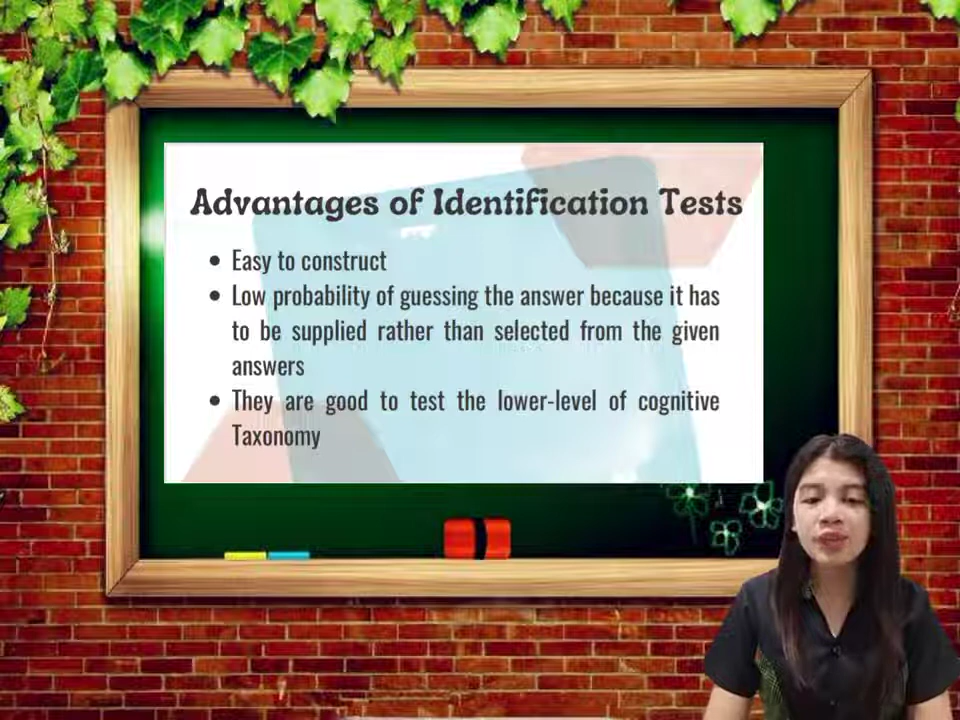 Advantages of Identification Tests
• Easy to construct
• Low probability of guessing the answer because it has
to be supplied rather than selected from the given
answers
• They are good to test the lower-level of cognitive
Taxonomy